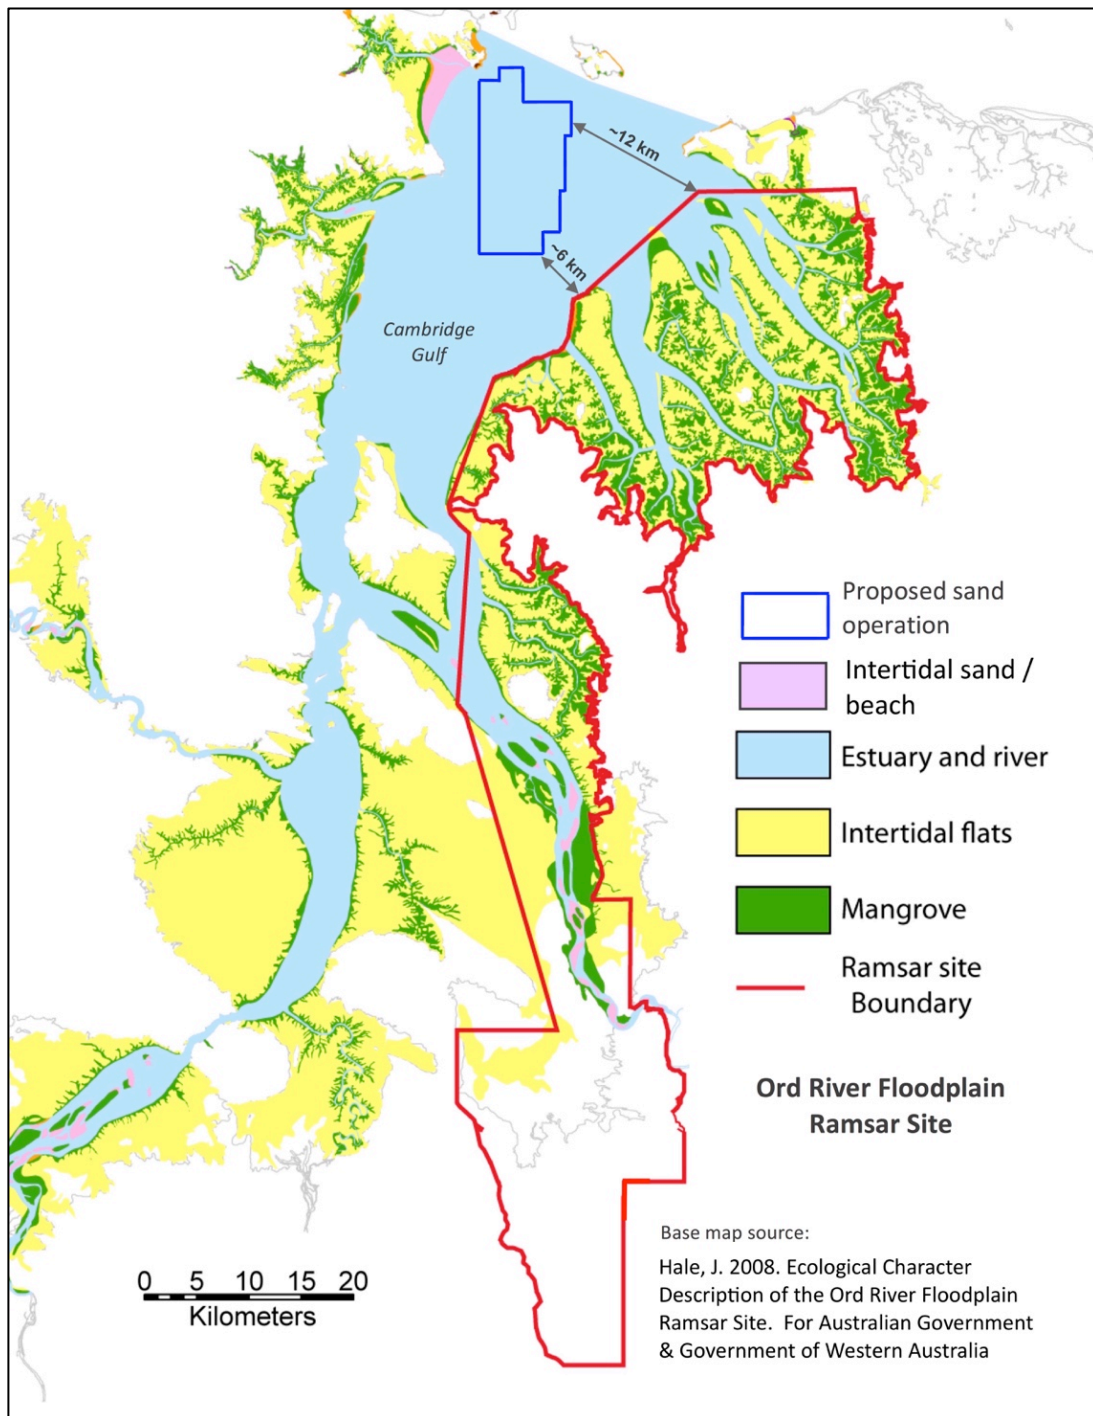 ~12 km
~6 km
Cambridge
Gulf
Proposed sand
operation
Intertidal sand /
beach
Estuary and river
Intertidal flats
Mangrove
Ramsar site
Boundary
Ord River Floodplain
Ramsar Site
Base map source:
Hale, J. 2008. Ecological Character
Description of the Ord River Floodplain
Ramsar Site.  For Australian Government
& Government of Western Australia
0 5 10 15 20
Kilometers